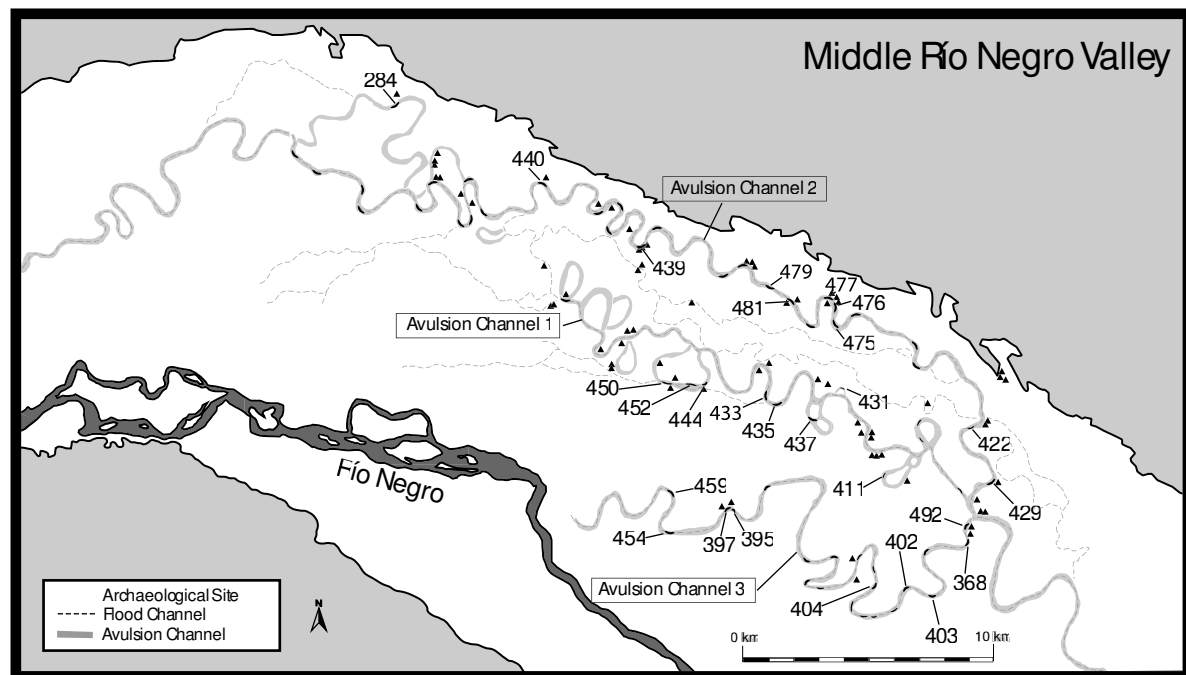 Middle Río Negro Valley
284
440
Avulsion Channel 2
439
479
477
481
476
475
Avulsion Channel 1
450
452
444
433
435
431
437
422
411
429
459
492
454
397
395
402
368
Avulsion Channel 3
404
403
Río Negro
Archaeological Site
Flood Channel
Avulsion Channel
N
0 km
10 km